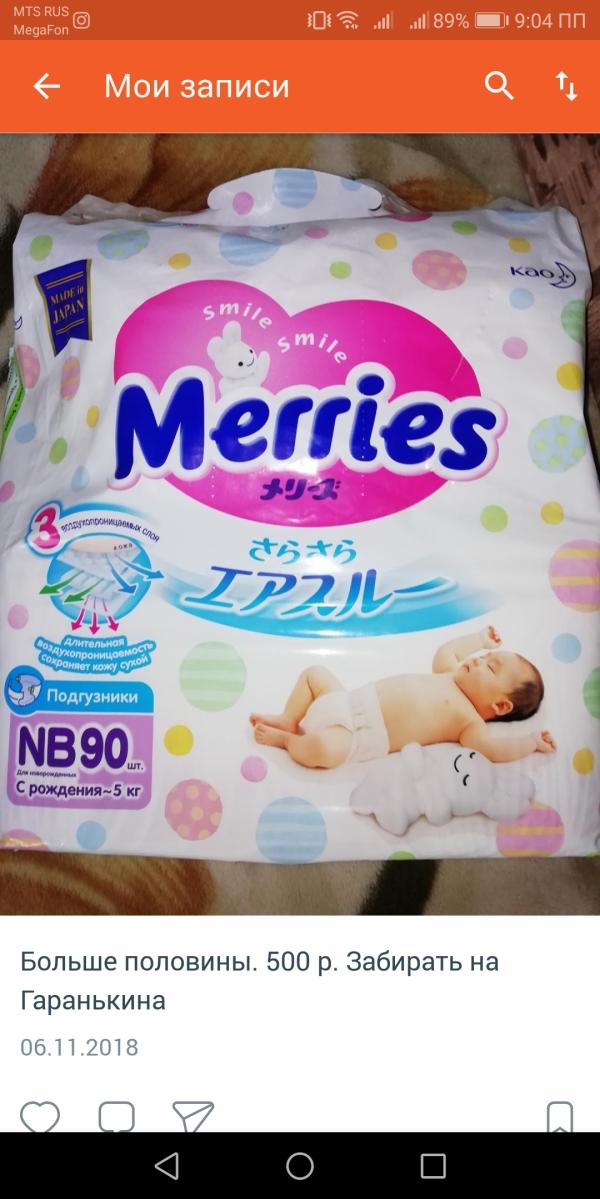 MTS RUS
MegaFon
89% 9:04 ПП
Мои записи
Kao
MADE in
JAPAN
Smile
Smile
Merries
メリーズ
3 воздухопроницаемых слоя
кожа
さらさら
エアスルー
длительная
воздухопроницаемость
сохраняет кожу сухой
Подгузники
NB90 шт.
Для новорожденных
С рождения~5 кг
Больше половины. 500 р. Забирать на
Гаранькина
06.11.2018